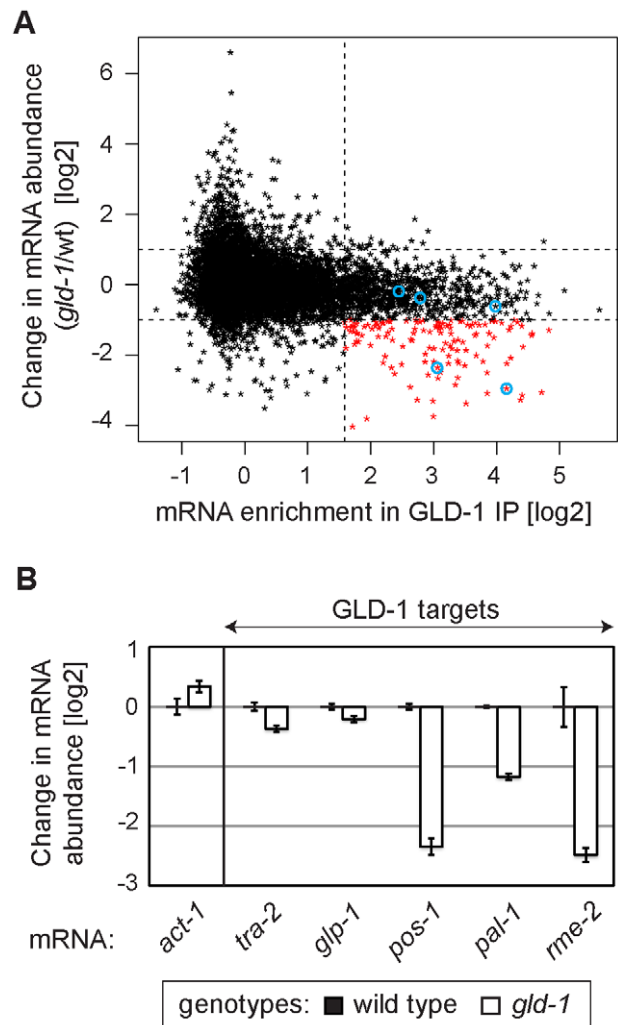 A
Change in mRNA abundance
(gld-1/wt) [log2]
6
4
2
0
-2
-4
-1 0 1 2 3 4 5
mRNA enrichment in GLD-1 IP [log2]
B
GLD-1 targets
Change in mRNA
abundance [log2]
1
0
-1
-2
-3
mRNA: act-1 tra-2 glp-1 pos-1 pal-1 rme-2
genotypes: wild type gld-1